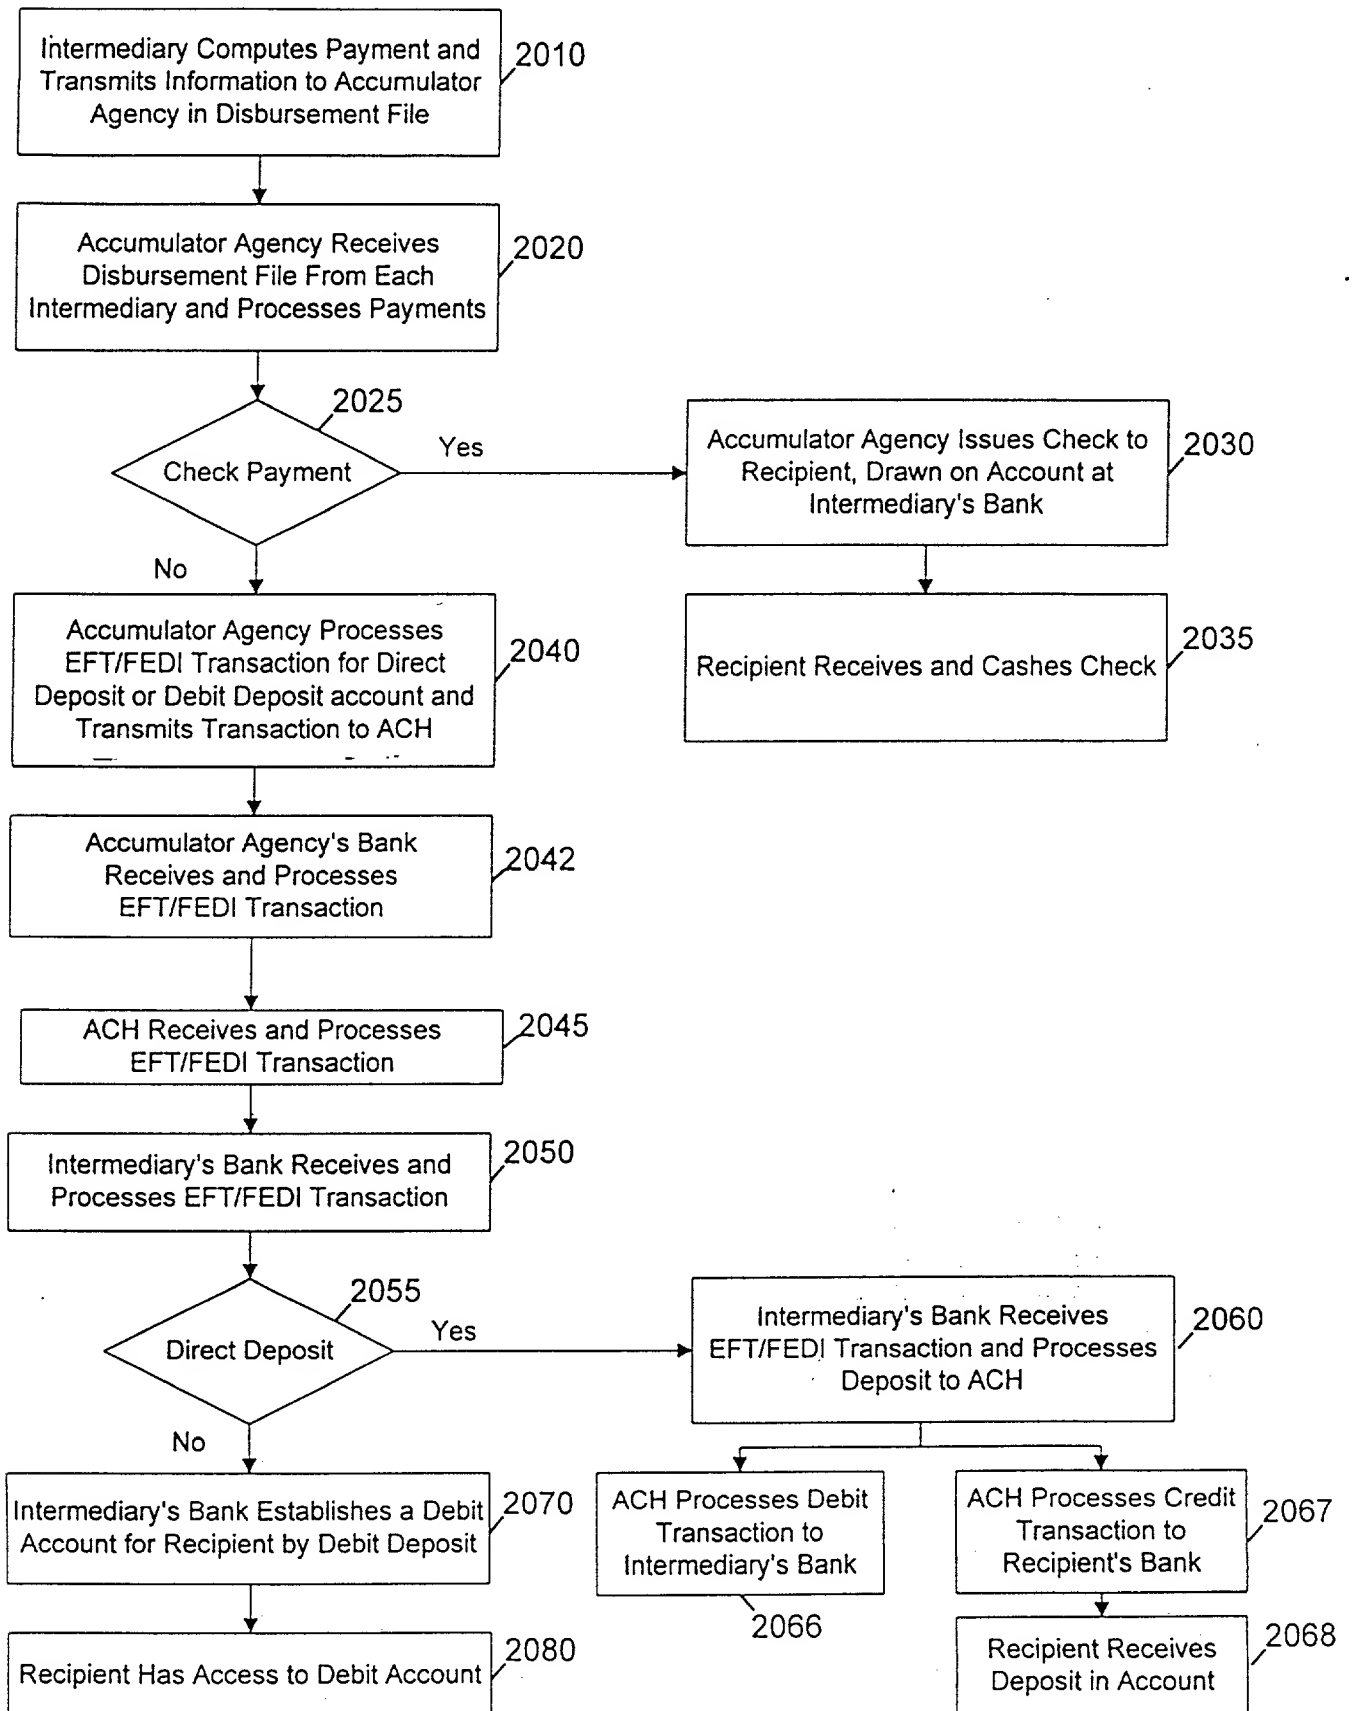 Intermediary Computes Payment and
Transmits Information to Accumulator
Agency in Disbursement File
2010
Accumulator Agency Receives
Disbursement File From Each
Intermediary and Processes Payments
2020
2025
Check Payment
Yes
No
Accumulator Agency Issues Check to
Recipient, Drawn on Account at
Intermediary's Bank
2030
Recipient Receives and Cashes Check
2035
Accumulator Agency Processes
EFT/FEDI Transaction for Direct
Deposit or Debit Deposit account and
Transmits Transaction to ACH
2040
Accumulator Agency's Bank
Receives and Processes
EFT/FEDI Transaction
2042
ACH Receives and Processes
EFT/FEDI Transaction
2045
Intermediary's Bank Receives and
Processes EFT/FEDI Transaction
2050
2055
Direct Deposit
Yes
No
Intermediary's Bank Receives
EFT/FEDI Transaction and Processes
Deposit to ACH
2060
ACH Processes Debit
Transaction to
Intermediary's Bank
2066
ACH Processes Credit
Transaction to
Recipient's Bank
2067
Recipient Receives
Deposit in Account
2068
Intermediary's Bank Establishes a Debit
Account for Recipient by Debit Deposit
2070
Recipient Has Access to Debit Account
2080